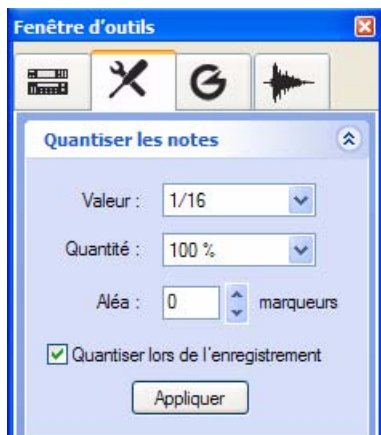 Fenêtre d'outils
Quantiser les notes
Valeur : 1/16
Quantité : 100 %
Aléa : 0 marqueurs
Quantiser lors de l'enregistrement
Appliquer